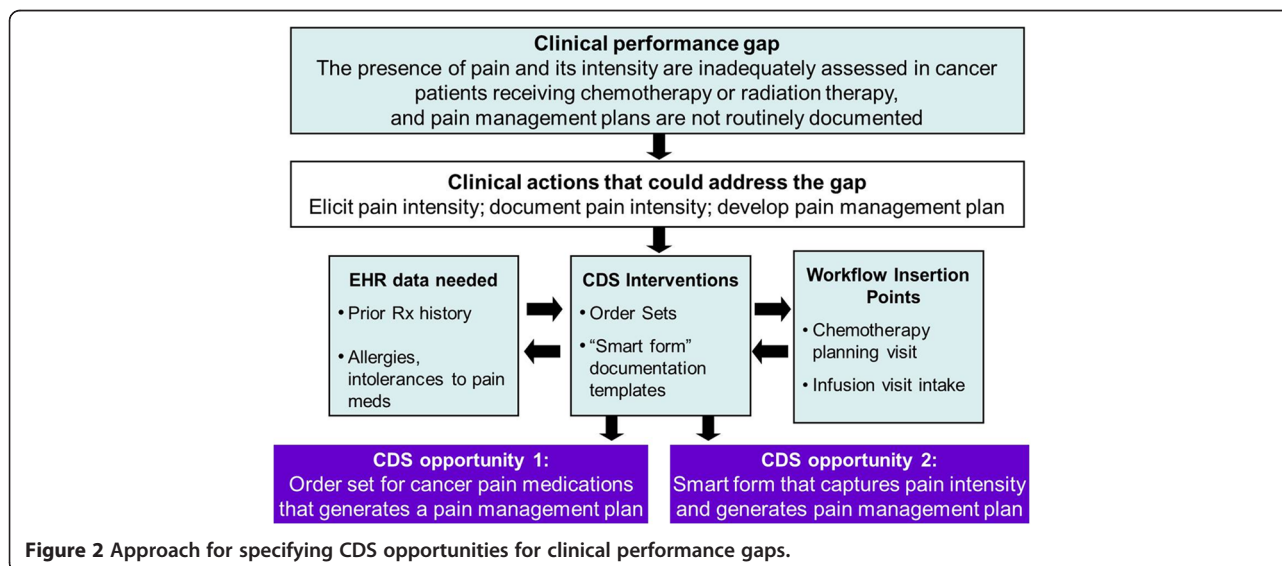 Clinical performance gap
The presence of pain and its intensity are inadequately assessed in cancer
patients receiving chemotherapy or radiation therapy,
and pain management plans are not routinely documented
Clinical actions that could address the gap
Elicit pain intensity; document pain intensity; develop pain management plan
EHR data needed
• Prior Rx history
• Allergies,
intolerances to pain
meds
CDS Interventions
• Order Sets
• “Smart form”
documentation
templates
Workflow Insertion
Points
• Chemotherapy
planning visit
• Infusion visit intake
CDS opportunity 1:
Order set for cancer pain medications
that generates a pain management plan
CDS opportunity 2:
Smart form that captures pain intensity
and generates pain management plan
Figure 2 Approach for specifying CDS opportunities for clinical performance gaps.